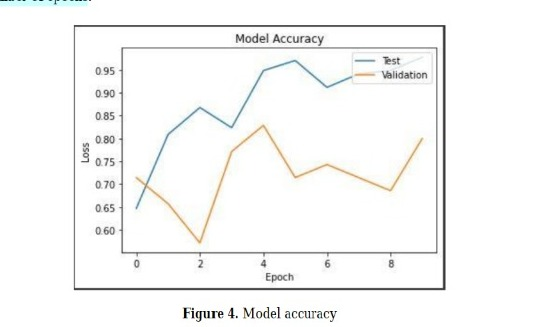 Model Accuracy
Test
Validation
Loss
0.95
0.90
0.85
0.80
0.75
0.70
0.65
0.60
0 2 4 6 8
Epoch
Figure 4. Model accuracy